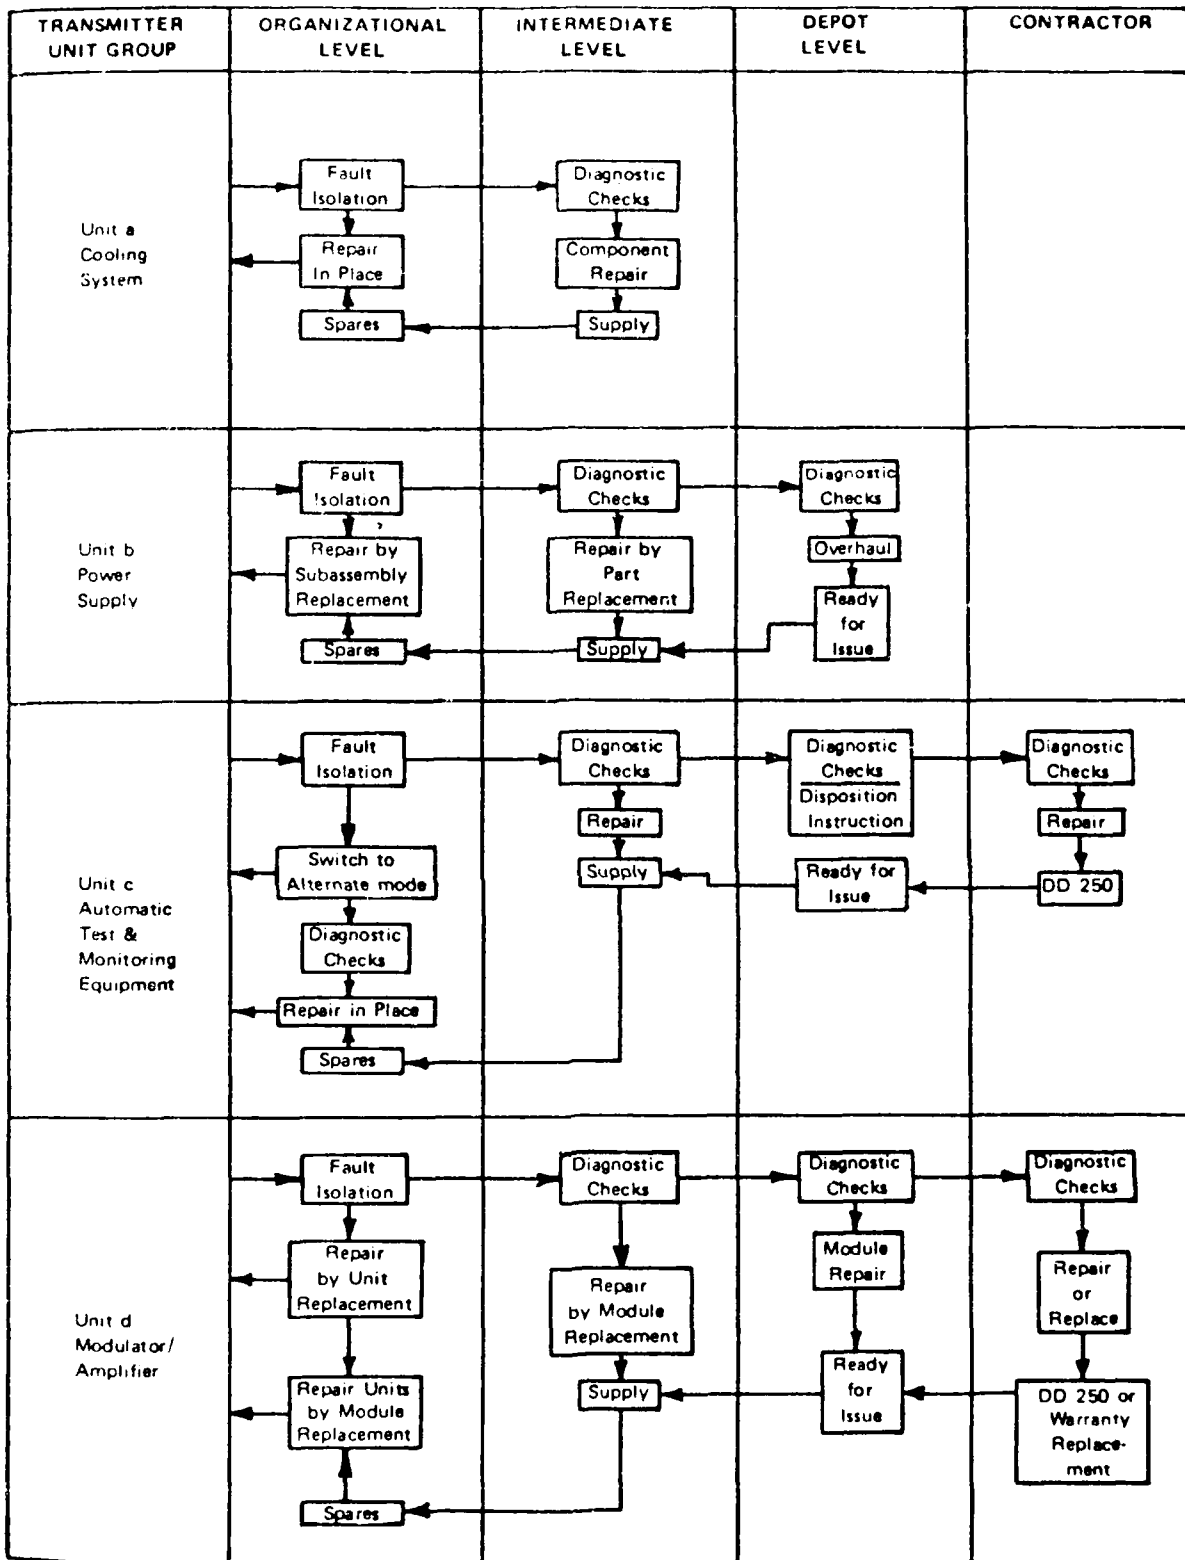 TRANSMITTER
UNIT GROUP
ORGANIZATIONAL
LEVEL
INTERMEDIATE
LEVEL
DEPOT
LEVEL
CONTRACTOR
Unit a
Cooling
System
Fault
Isolation
Repair
In Place
Spares
Diagnostic
Checks
Component
Repair
Supply
Unit b
Power
Supply
Fault
Isolation
Repair by
Subassembly
Replacement
Spares
Diagnostic
Checks
Repair by
Part
Replacement
Supply
Diagnostic
Checks
Overhaul
Ready
for
Issue
Unit c
Automatic
Test &
Monitoring
Equipment
Fault
Isolation
Switch to
Alternate mode
Diagnostic
Checks
Repair in Place
Spares
Diagnostic
Checks
Repair
Supply
Diagnostic
Checks
Disposition
Instruction
Ready for
Issue
Diagnostic
Checks
Repair
DD 250
Unit d
Modulator/
Amplifier
Fault
Isolation
Repair
by Unit
Replacement
Repair Units
by Module
Replacement
Spares
Diagnostic
Checks
Repair
by Module
Replacement
Supply
Diagnostic
Checks
Module
Repair
Ready
for
Issue
Diagnostic
Checks
Repair
or
Replace
DD 250 or
Warranty
Replace-
ment